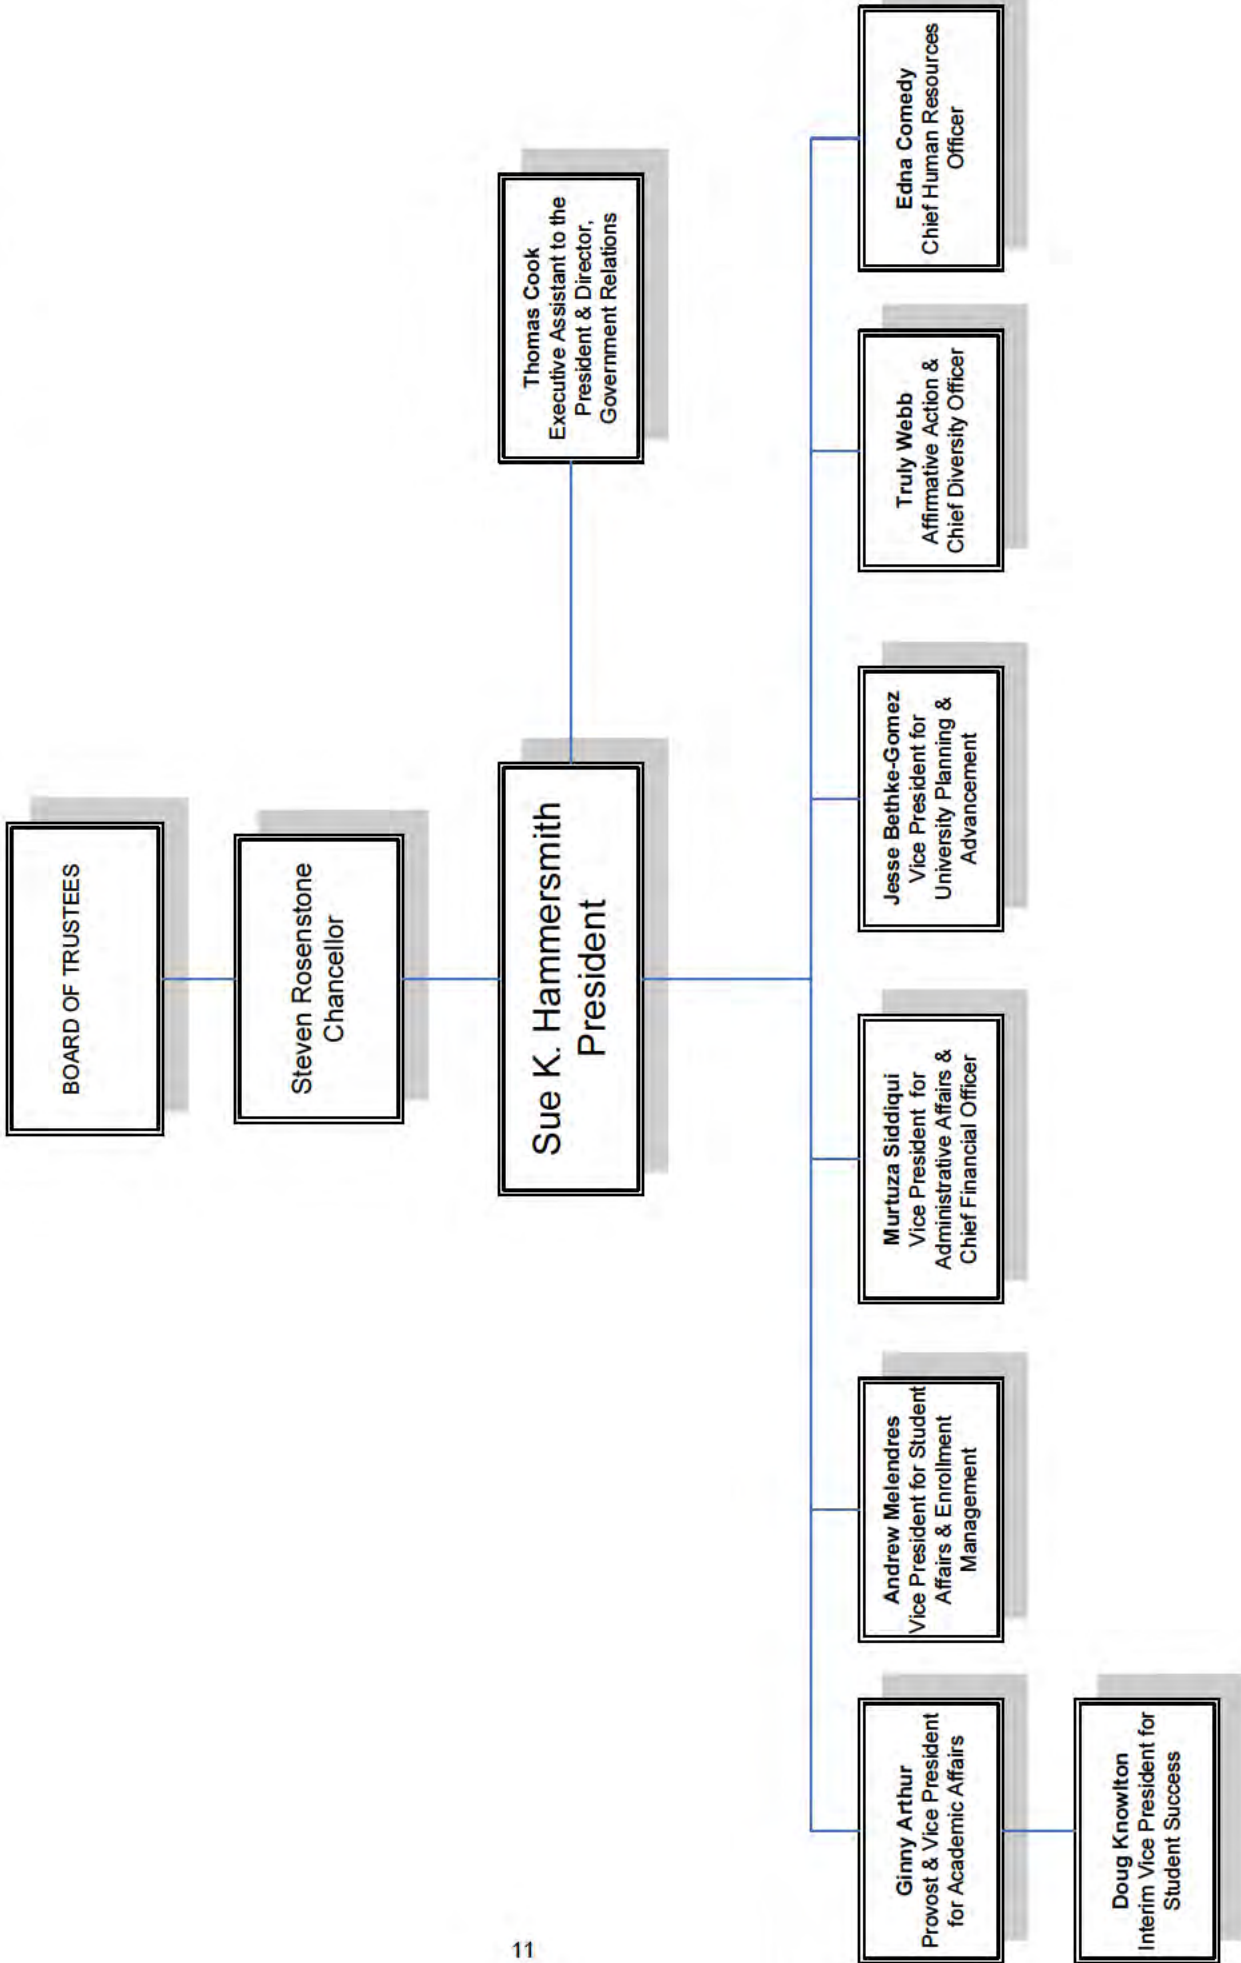 BOARD OF TRUSTEES
Steven Rosenstone
Chancellor
Sue K. Hammersmith
President
Thomas Cook
Executive Assistant to the
President & Director,
Government Relations
Ginny Arthur
Provost & Vice President
for Academic Affairs
Andrew Melendres
Vice President for Student
Affairs & Enrollment
Management
Murtuza Siddiqui
Vice President for
Administrative Affairs &
Chief Financial Officer
Jesse Bethke-Gomez
Vice President for
University Planning &
Advancement
Truly Webb
Affirmative Action &
Chief Diversity Officer
Edna Comedy
Chief Human Resources
Officer
Doug Knowlton
Interim Vice President for
Student Success
11